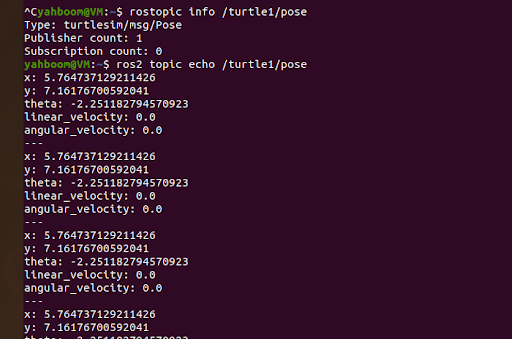 ^Cyahboom@VM:~$ rostopic info /turtle1/pose
Type: turtlesim/msg/Pose
Publisher count: 1
Subscription count: 0
yahboom@VM:~$ ros2 topic echo /turtle1/pose
x: 5.764737129211426
y: 7.16176700592041
theta: -2.251182794570923
linear_velocity: 0.0
angular_velocity: 0.0
---
x: 5.764737129211426
y: 7.16176700592041
theta: -2.251182794570923
linear_velocity: 0.0
angular_velocity: 0.0
---
x: 5.764737129211426
y: 7.16176700592041
theta: -2.251182794570923
linear_velocity: 0.0
angular_velocity: 0.0
---
x: 5.764737129211426
y: 7.16176700592041